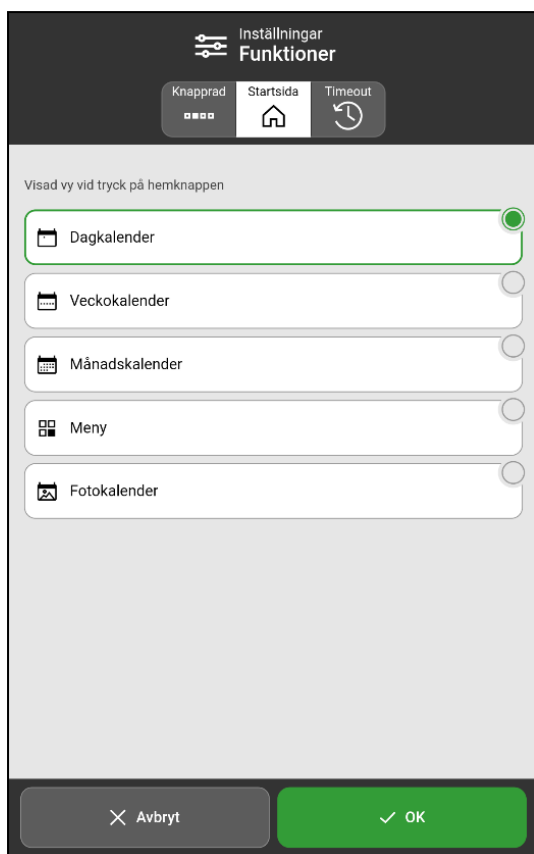 Inställningar
Funktioner
Knapprad
Startsida
Timeout
Visad vy vid tryck på hemknappen
Dagkalender
Veckokalender
Månadskalender
Meny
Fotokalender
Avbryt
OK